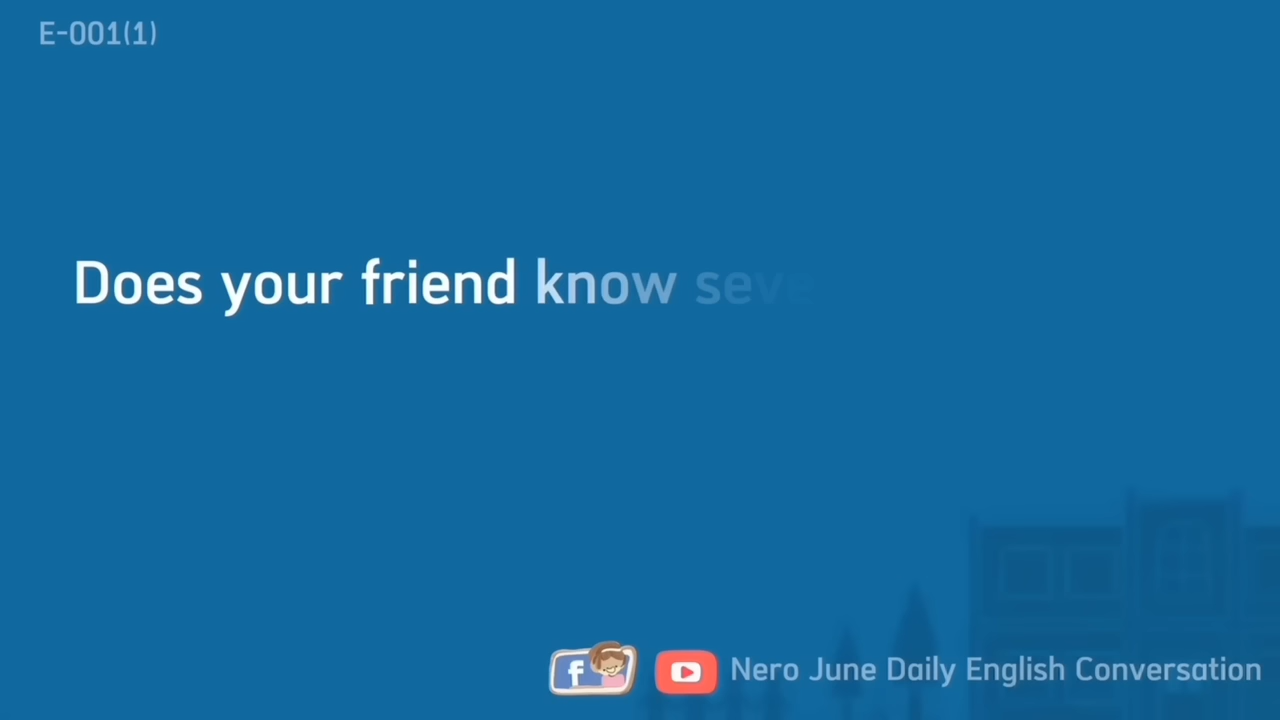 E-001(1)
Does your friend know
f
Nero June Daily English Conversation